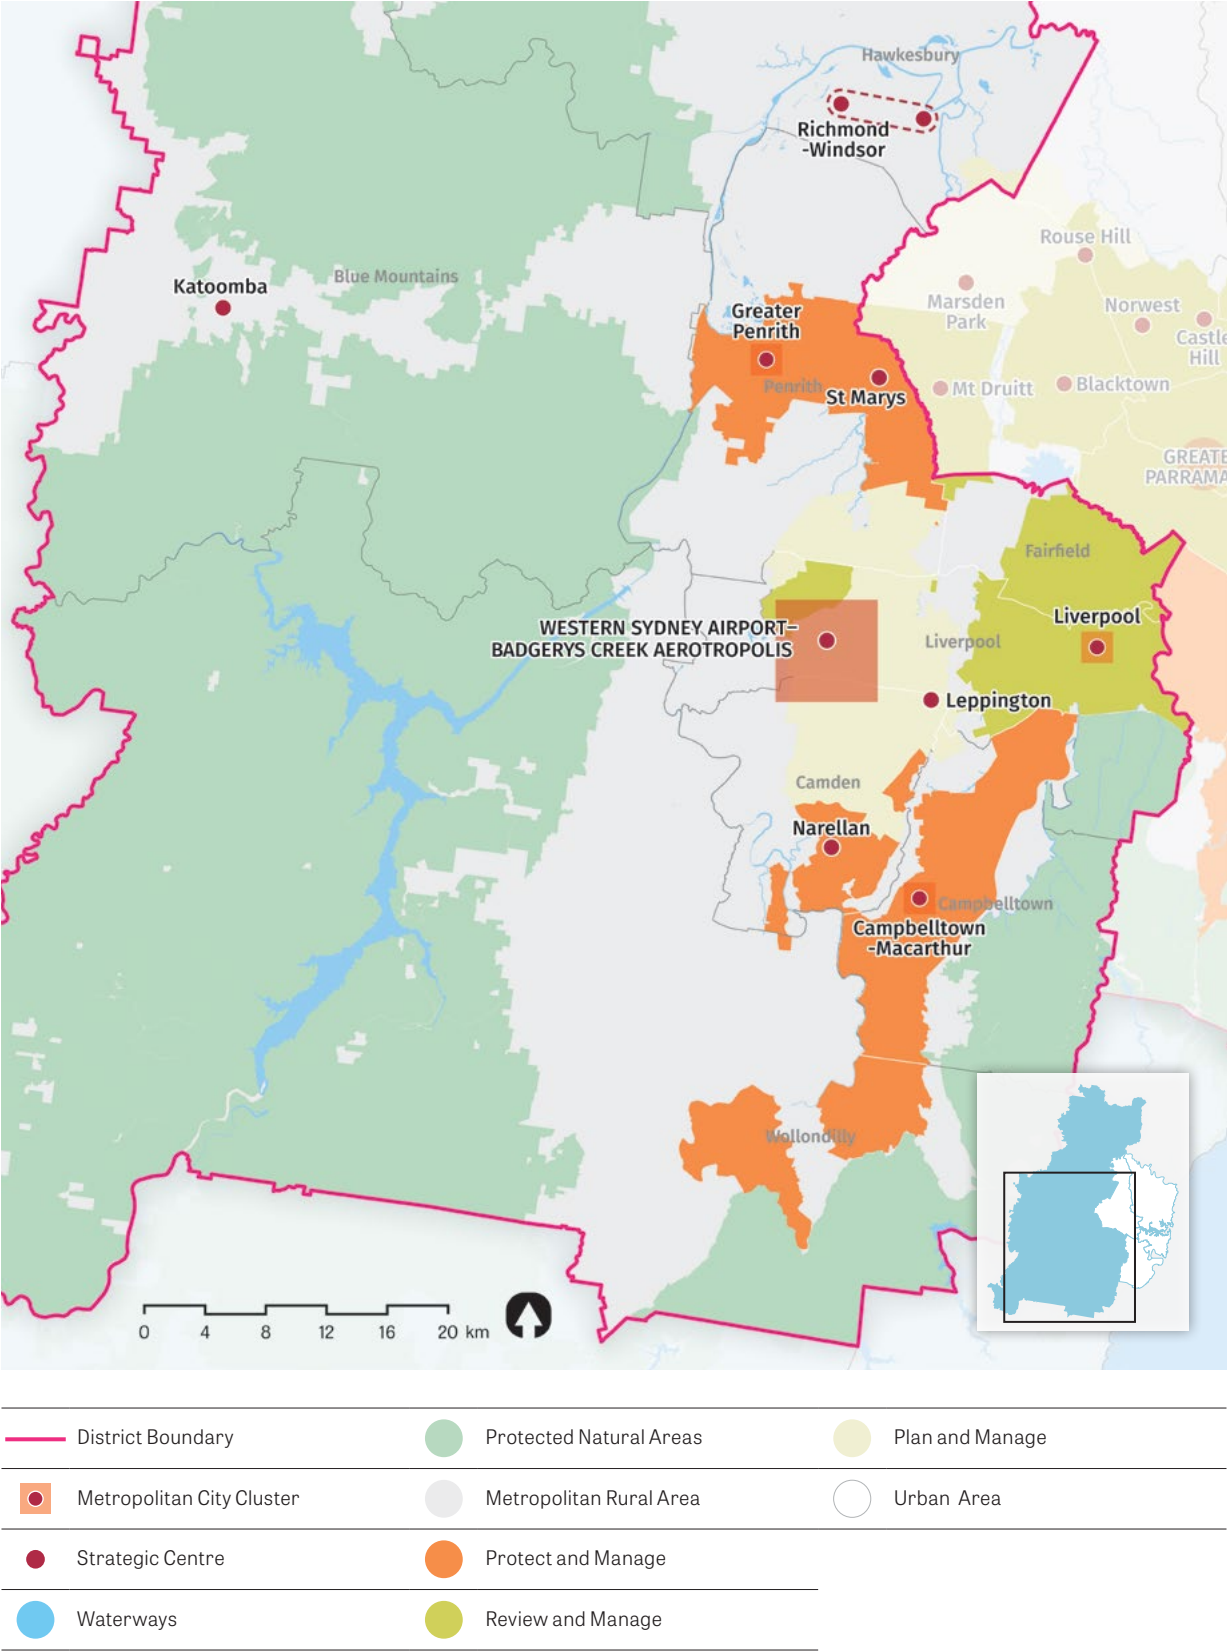 Hawkesbury
Richmond
-Windsor
Rouse Hill
Katoomba
Blue Mountains
Marsden
Park
Norwest
Castle
Hill
Greater
Penrith
Penrith
St Marys
Mt Druitt
Blacktown
GREATE
PARRAMA
Fairfield
WESTERN SYDNEY AIRPORT–
BADGERYS CREEK AEROTROPOLIS
Liverpool
Liverpool
Leppington
Camden
Narellan
Campbelltown
Campbelltown
-Macarthur
Wollondilly
0 4 8 12 16 20 km
District Boundary
Protected Natural Areas
Plan and Manage
Metropolitan City Cluster
Metropolitan Rural Area
Urban Area
Strategic Centre
Protect and Manage
Waterways
Review and Manage